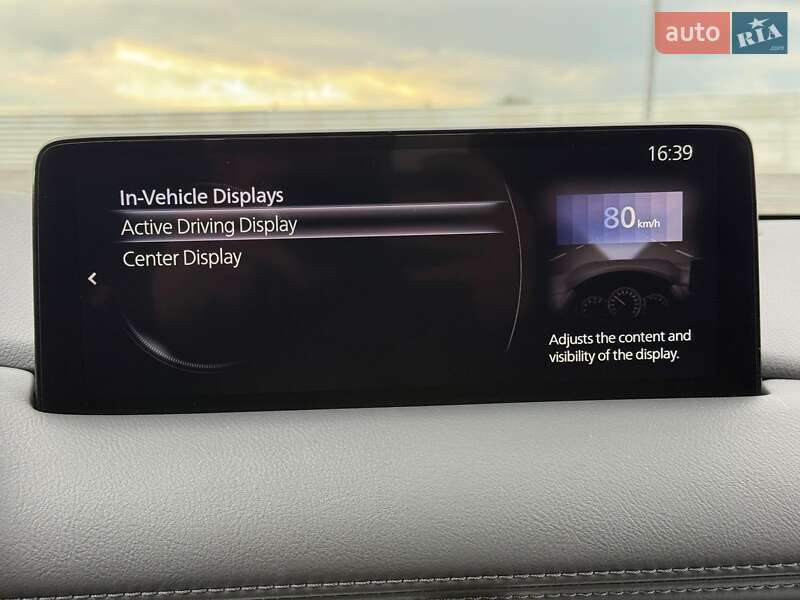 auto RIA.com
16:39
In-Vehicle Displays
Active Driving Display
Center Display
80 km/h
Adjusts the content and
visibility of the display.